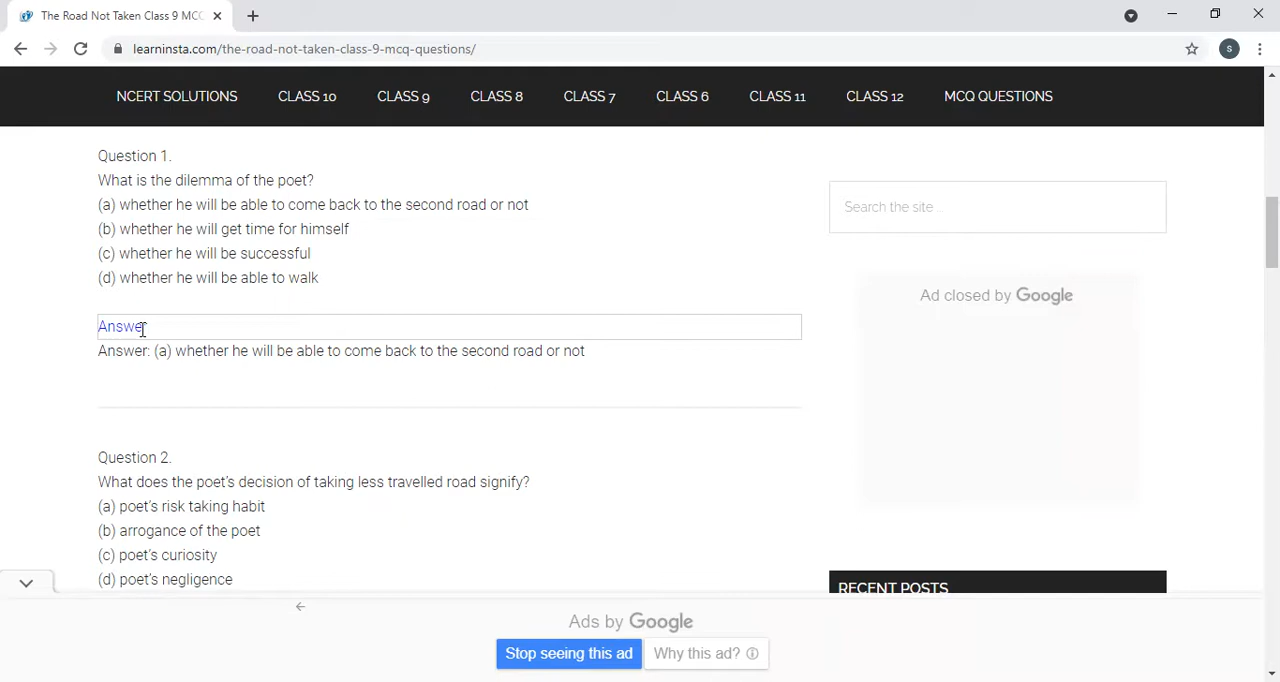 The Road Not Taken Class 9 MCQ
learninsta.com/the-road-not-taken-class-9-mcq-questions/
S
NCERT SOLUTIONS CLASS 10 CLASS 9 CLASS 8 CLASS 7 CLASS 6 CLASS 11 CLASS 12 MCQ QUESTIONS
Question 1.
What is the dilemma of the poet?
(a) whether he will be able to come back to the second road or not
(b) whether he will get time for himself
(c) whether he will be successful
(d) whether he will be able to walk
Answer
Answer: (a) whether he will be able to come back to the second road or not
Question 2.
What does the poet’s decision of taking less travelled road signify?
(a) poet’s risk taking habit
(b) arrogance of the poet
(c) poet’s curiosity
(d) poet’s negligence
Search the site ...
Ad closed by Google
RECENT POSTS
Ads by Google
Stop seeing this ad Why this ad?